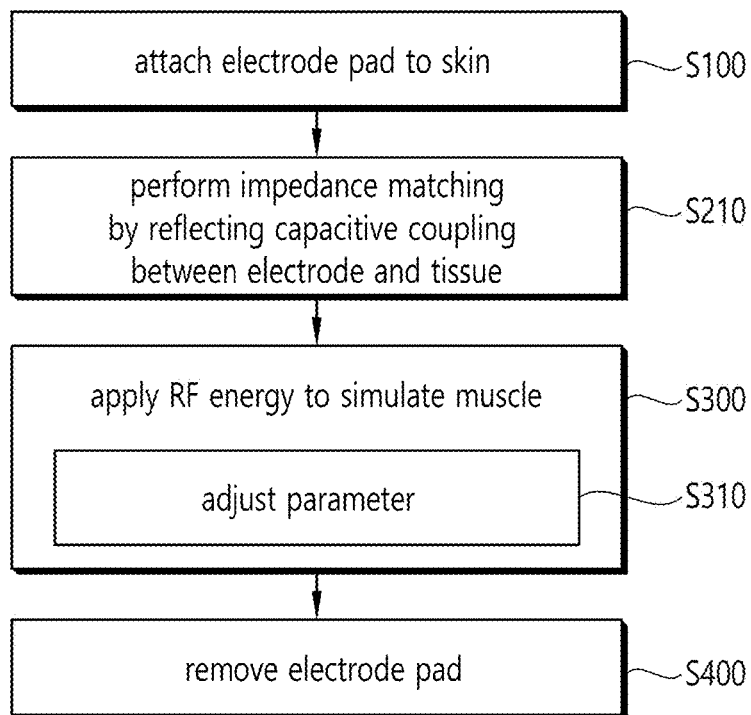 attach electrode pad to skin
S100
perform impedance matching
by reflecting capacitive coupling
between electrode and tissue
S210
apply RF energy to simulate muscle
S300
adjust parameter
S310
remove electrode pad
S400